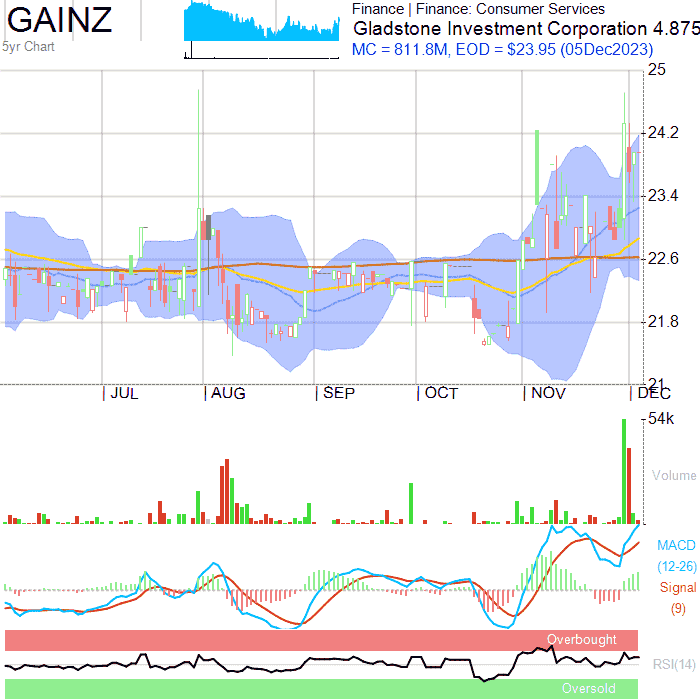 GAINZ
5yr Chart
Finance | Finance: Consumer Services
Gladstone Investment Corporation 4.875
MC = 811.8M, EOD = $23.95 (05Dec2023)
25
24.2
23.4
22.6
21.8
21
JUL
AUG
SEP
OCT
NOV
DEC
54k
Volume
MACD
(12-26)
Signal
(9)
Overbought
RSI(14)
Oversold